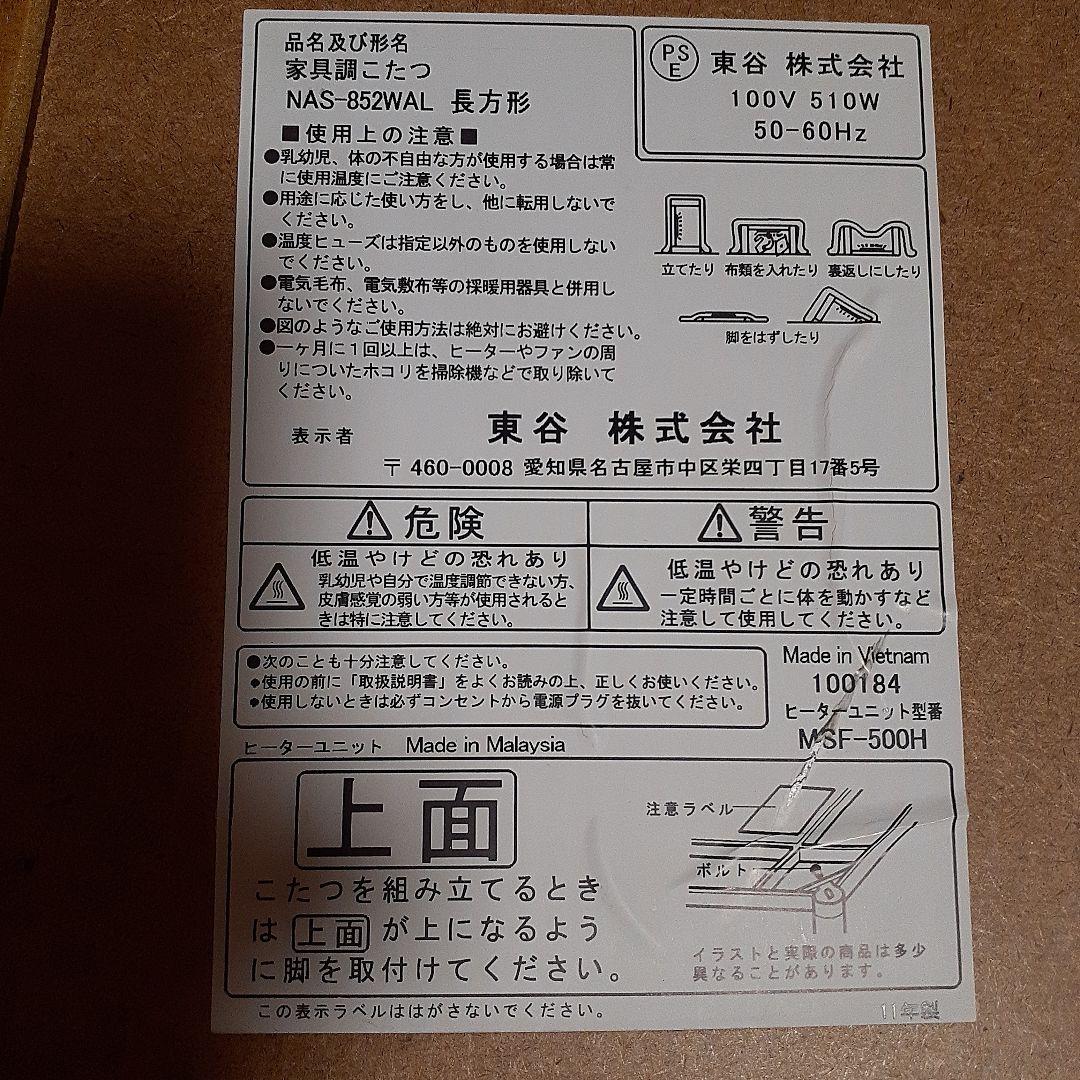 品名及び形名
家具調こたつ
NAS-852WAL 長方形
PSE 東谷 株式会社
100V 510W
50-60Hz
■使用上の注意■
●乳幼児、体の不自由な方が使用する場合は常
に使用温度にご注意ください。
●用途に応じた使い方をし、他に転用しないで
ください。
●温度ヒューズは指定以外のものを使用しない
でください。
●電気毛布、電気敷布等の採暖用器具と併用し
ないでください。
●図のようなご使用方法は絶対にお避けください。
●一ヶ月に1回以上は、ヒーターやファンの周
りについたホコリを掃除機などで取り除いて
ください。
立てたり 布類を入れたり 裏返しにしたり
脚をはずしたり
表示者 東谷 株式会社
〒460-0008 愛知県名古屋市中区栄四丁目17番5号
危険
低温やけどの恐れあり
乳幼児や自分で温度調節できない方、
皮膚感覚の弱い方等が使用されると
きは特に注意してください。
警告
低温やけどの恐れあり
一定時間ごとに体を動かすなど
注意して使用してください。
●次のことも十分注意してください。
●使用の前に「取扱説明書」をよくお読みの上、正しくお使いください。
●使用しないときは必ずコンセントから電源プラグを抜いてください。
Made in Vietnam
100184
ヒーターユニット型番
MSF-500H
ヒーターユニット Made in Malaysia
上面
こたつを組み立てるとき
は 上面 が上になるよう
に脚を取付けてください。
注意ラベル
ボルト
イラストと実際の商品は多少
異なることがあります。
この表示ラベルははがさないでください。
11年製